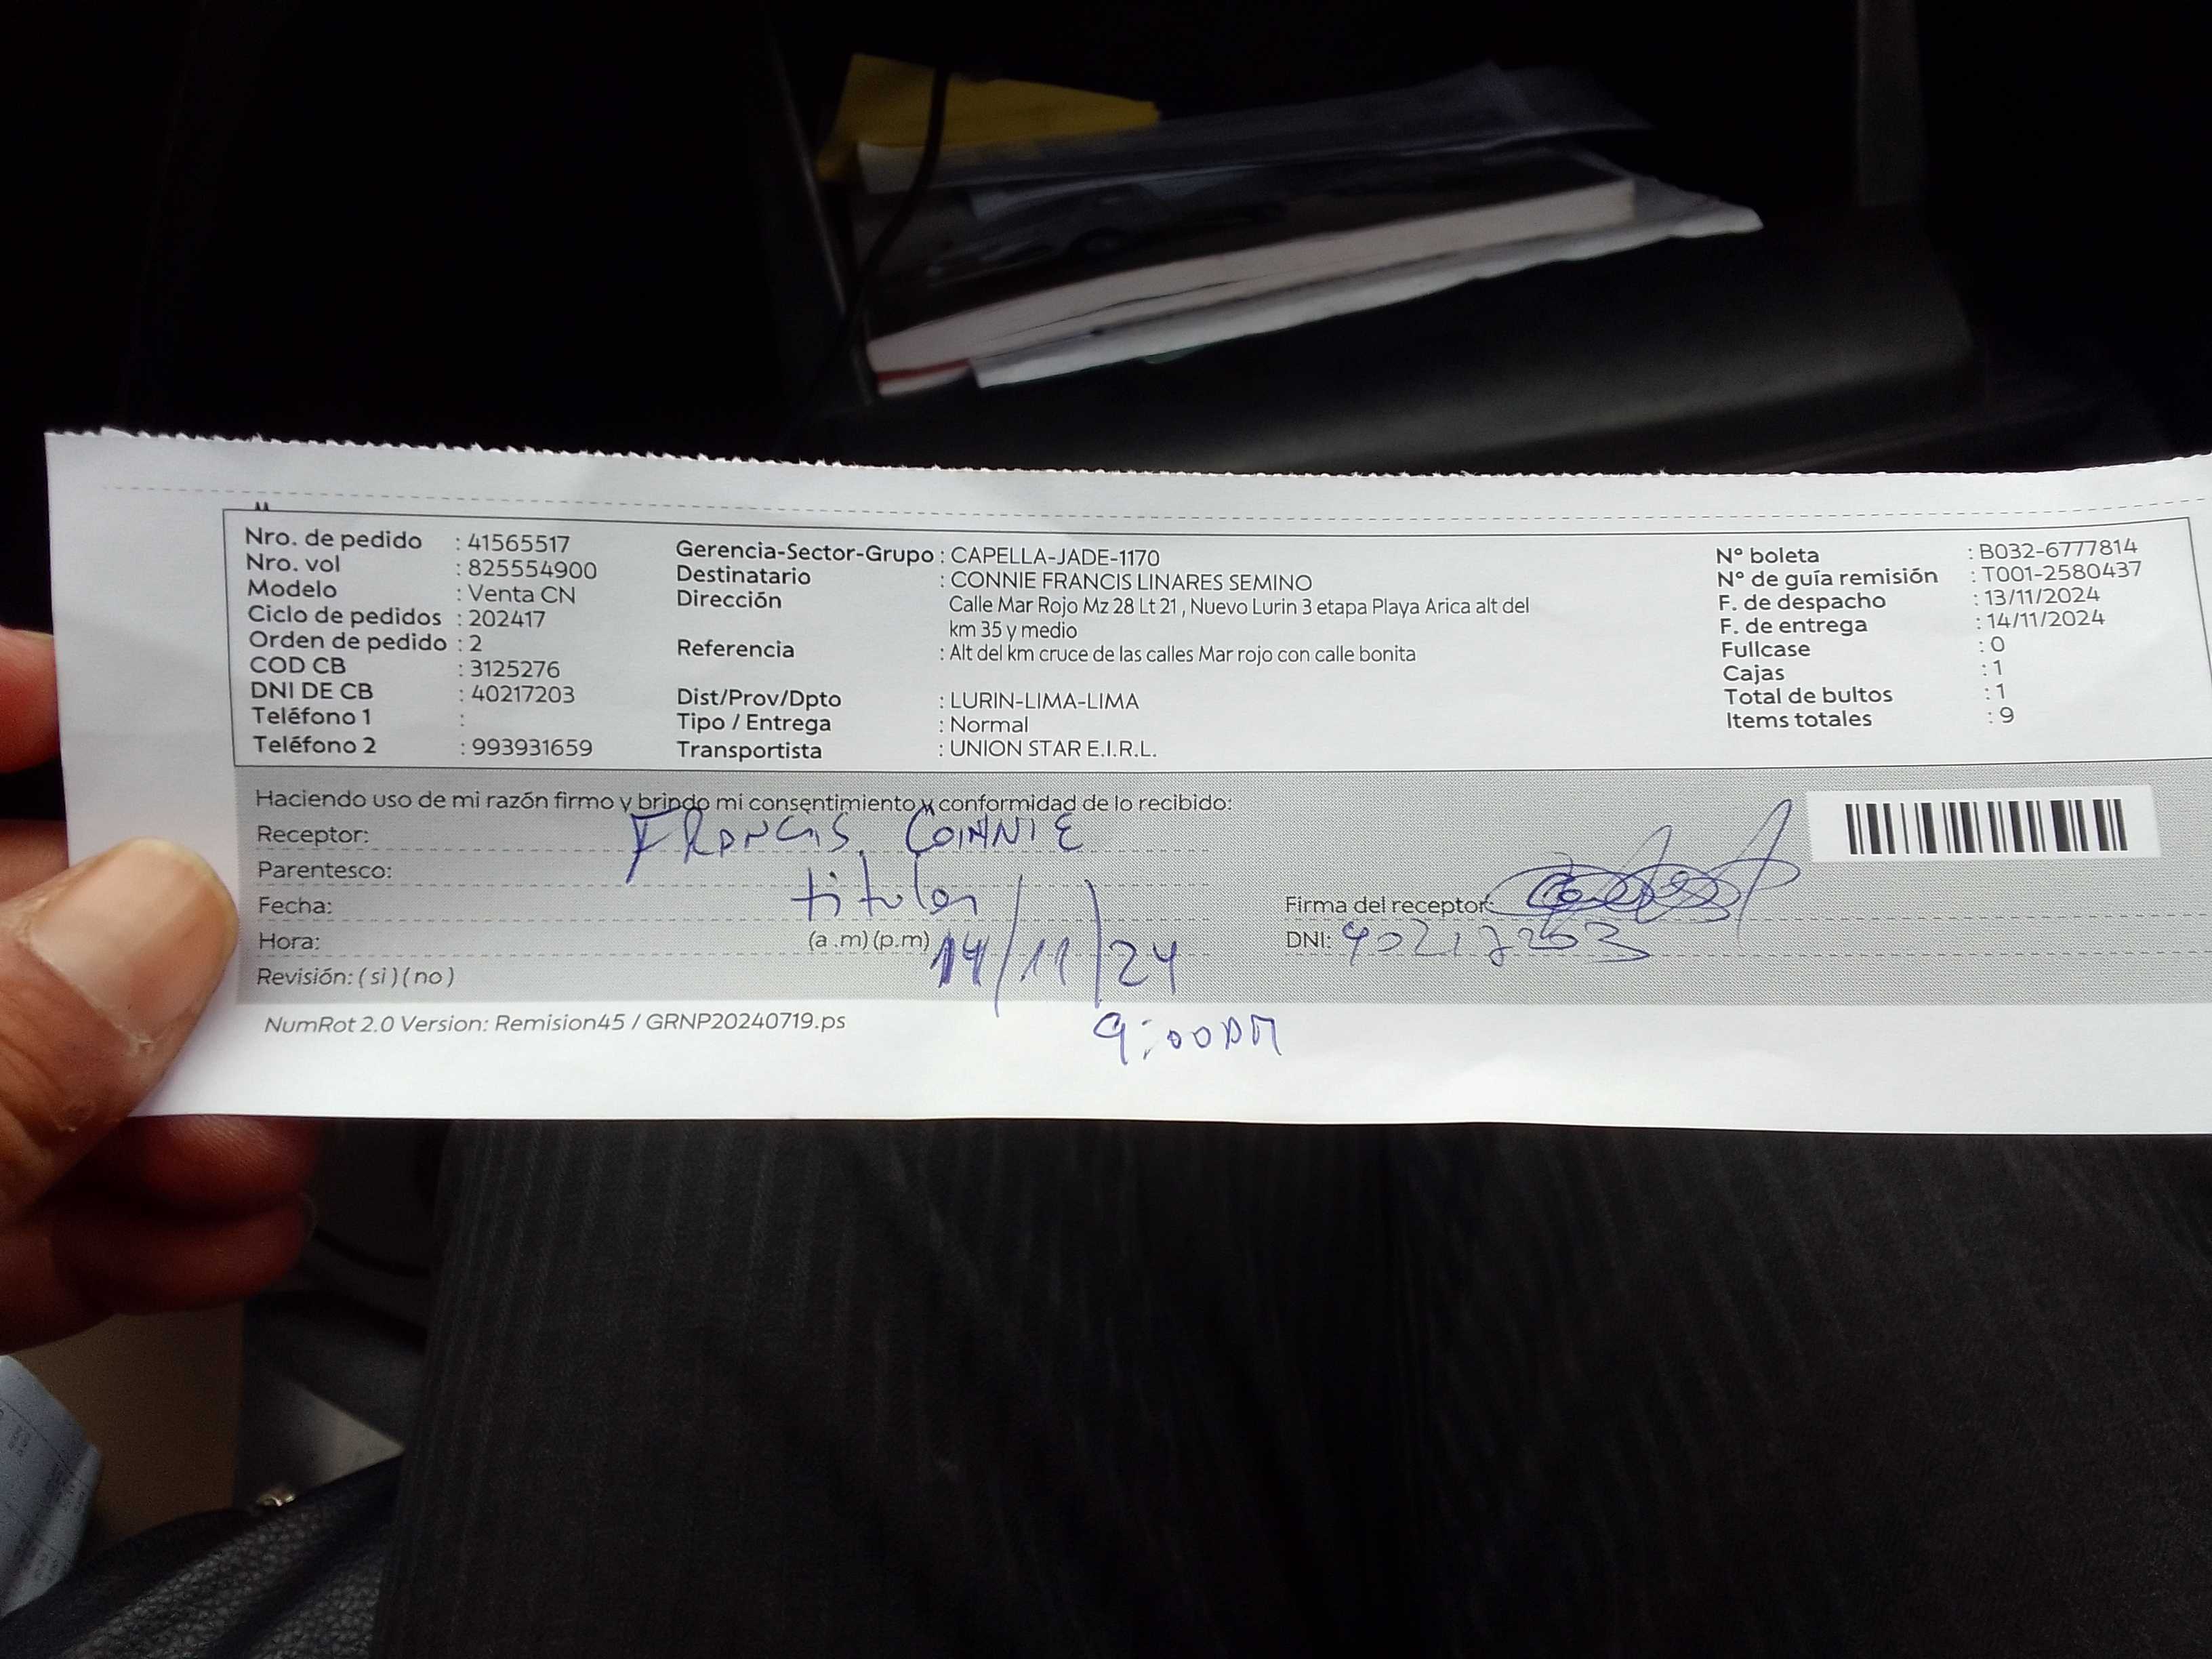 Nro. de pedido : 41565517
Nro. vol : 825554900
Modelo : Venta CN
Ciclo de pedidos : 202417
Orden de pedido : 2
COD CB : 3125276
DNI DE CB : 40217203
Teléfono 1 :
Teléfono 2 : 993931659
Gerencia-Sector-Grupo : CAPELLA-JADE-1170
Destinatario : CONNIE FRANCIS LINARES SEMINO
Dirección Calle Mar Rojo Mz 28 Lt 21 , Nuevo Lurin 3 etapa Playa Arica alt del
km 35 y medio
Referencia : Alt del km cruce de las calles Mar rojo con calle bonita
Dist/Prov/Dpto : LURIN-LIMA-LIMA
Tipo / Entrega : Normal
Transportista : UNION STAR E.I.R.L.
N° boleta : B032-6777814
N° de guía remisión : T001-2580437
F. de despacho : 13/11/2024
F. de entrega : 14/11/2024
Fullcase : 0
Cajas : 1
Total de bultos : 1
Items totales : 9
Haciendo uso de mi razón firmo y brindo mi consentimiento y conformidad de lo recibido:
Receptor: FRANCIS CONNIE
Parentesco: titular
Fecha: 14/11/24
Hora: (a .m) (p.m) 9:00AM
Revisión: ( si ) ( no )
Firma del receptor:
DNI: 40217203
NumRot 2.0 Version: Remision45 / GRNP20240719.ps